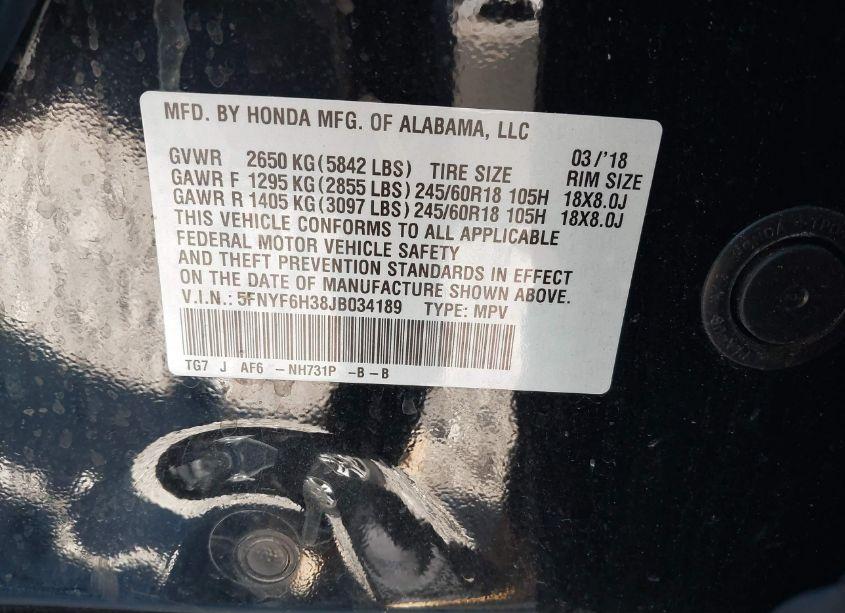 MFD. BY HONDA MFG. OF ALABAMA, LLC
03/'18
GVWR 2650 KG(5842 LBS) TIRE SIZE RIM SIZE
GAWR F 1295 KG(2855 LBS)245/60R18 105H 18X8.0J
GAWR R 1405 KG(3097 LBS)245/60R18 105H 18X8.0J
THIS VEHICLE CONFORMS TO ALL APPLICABLE
FEDERAL MOTOR VEHICLE SAFETY
AND THEFT PREVENTION STANDARDS IN EFFECT
ON THE DATE OF MANUFACTURE SHOWN ABOVE.
V.I.N.: 5FNYF6H38JB034189 TYPE: MPV
TG7 J AF6 -NH731P -B-B